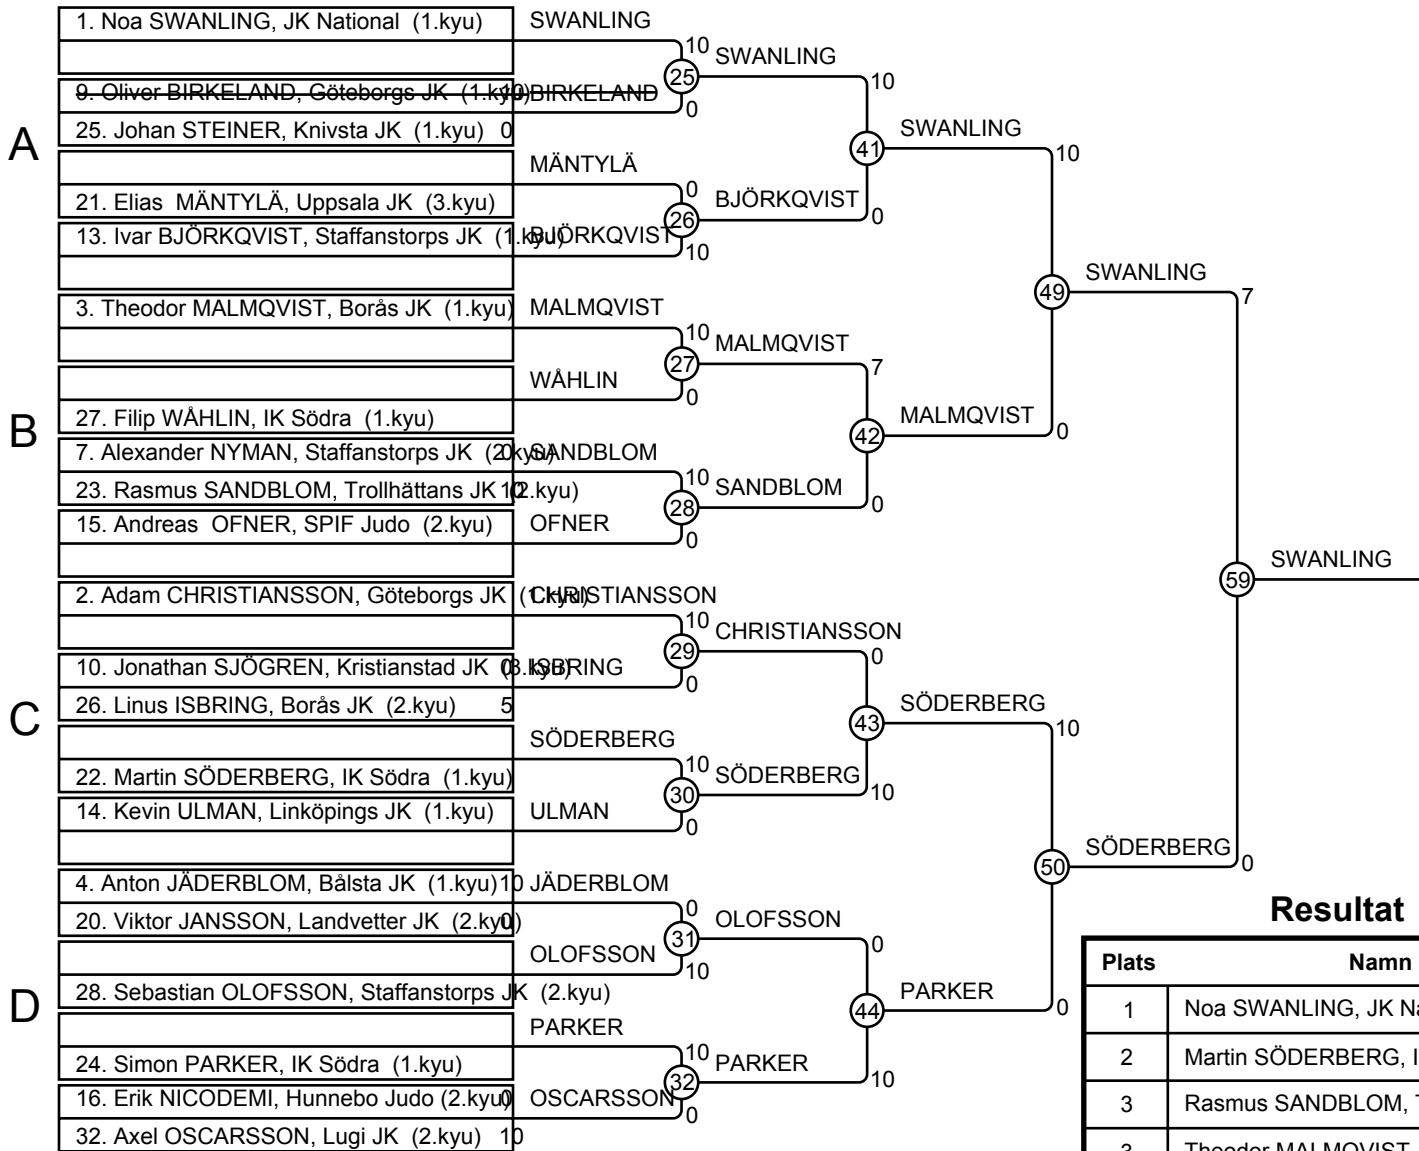 A
1. Noa SWANLING, JK National (1.kyu)
9. Oliver BIRKELAND, Göteborgs JK (1.kyu) 10
25. Johan STEINER, Knivsta JK (1.kyu) 0
21. Elias MÄNTYLÄ, Uppsala JK (3.kyu)
13. Ivar BJÖRKQVIST, Staffanstorps JK (1.kyu)
B
3. Theodor MALMQVIST, Borås JK (1.kyu)
27. Filip WÅHLIN, IK Södra (1.kyu)
7. Alexander NYMAN, Staffanstorps JK (2.kyu) 0
23. Rasmus SANDBLOM, Trollhättans JK (2.kyu) 10
15. Andreas OFNER, SPIF Judo (2.kyu)
C
2. Adam CHRISTIANSSON, Göteborgs JK (1.kyu)
10. Jonathan SJÖGREN, Kristianstad JK (3.kyu) 0
26. Linus ISBRING, Borås JK (2.kyu) 5
22. Martin SÖDERBERG, IK Södra (1.kyu)
14. Kevin ULMAN, Linköpings JK (1.kyu)
D
4. Anton JÄDERBLOM, Bålsta JK (1.kyu) 10
20. Viktor JANSSON, Landvetter JK (2.kyu) 0
28. Sebastian OLOFSSON, Staffanstorps JK (2.kyu)
24. Simon PARKER, IK Södra (1.kyu)
16. Erik NICODEMI, Hunnebo Judo (2.kyu) 0
32. Axel OSCARSSON, Lugi JK (2.kyu) 10
SWANLING 10
25
BIRKELAND 0
MÄNTYLÄ 0
26
BJÖRKQVIST 10
MALMQVIST 10
27
WÅHLIN 0
SANDBLOM 10
28
OFNER 0
CHRISTIANSSON 10
29
ISBRING 0
SÖDERBERG 10
30
ULMAN 0
JÄDERBLOM 0
31
OLOFSSON 10
PARKER 10
32
OSCARSSON 0
SWANLING 10
41
BJÖRKQVIST 0
MALMQVIST 7
42
SANDBLOM 0
CHRISTIANSSON 0
43
SÖDERBERG 10
OLOFSSON 0
44
PARKER 10
SWANLING 10
49
MALMQVIST 0
SÖDERBERG 10
50
PARKER 0
SWANLING 7
59
SÖDERBERG 0
SWANLING
Resultat
Plats Namn
1 Noa SWANLING, JK
2 Martin SÖDERBERG,
3 Rasmus SANDBLOM,
3 Theodor MALMQVIST